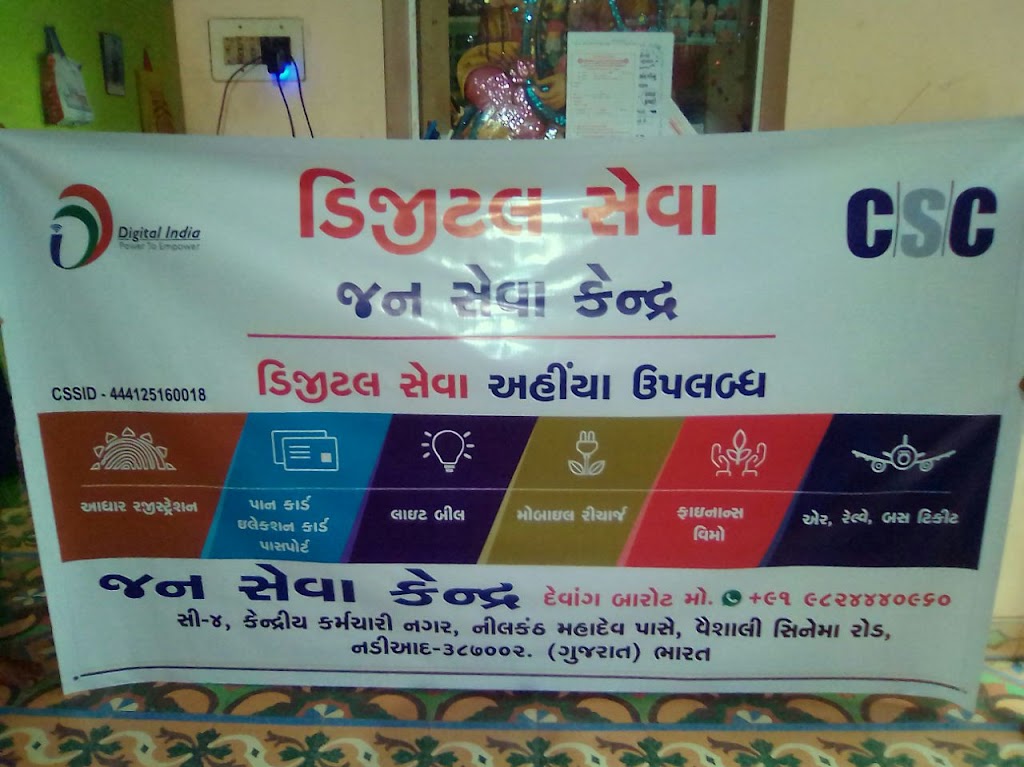 Digital India
Power To Empower
ડિજીટલ સેવા
CSC
જન સેવા કેન્દ્ર
CSSID - 444125160018
ડિજીટલ સેવા અહીંયા ઉપલબ્ધ
આધાર રજીસ્ટ્રેશન
પાન કાર્ડ
ઇલેકશન કાર્ડ
પાસપોર્ટ
લાઇટ બીલ
મોબાઇલ રીચાર્જ
ફાઇનાન્સ
વિમો
એર, રેલ્વે, બસ ટિકીટ
જન સેવા કેન્દ્ર દેવાંગ બારોટ મો. +૯૧ ૯૮૨૪૪૪૦૯૬૦
સી-૪, કેન્દ્રીય કર્મચારી નગર, નીલકંઠ મહાદેવ પાસે, વૈશાલી સિનેમા રોડ,
નડીઆદ-૩૮૭૦૦૨. (ગુજરાત) ભારત